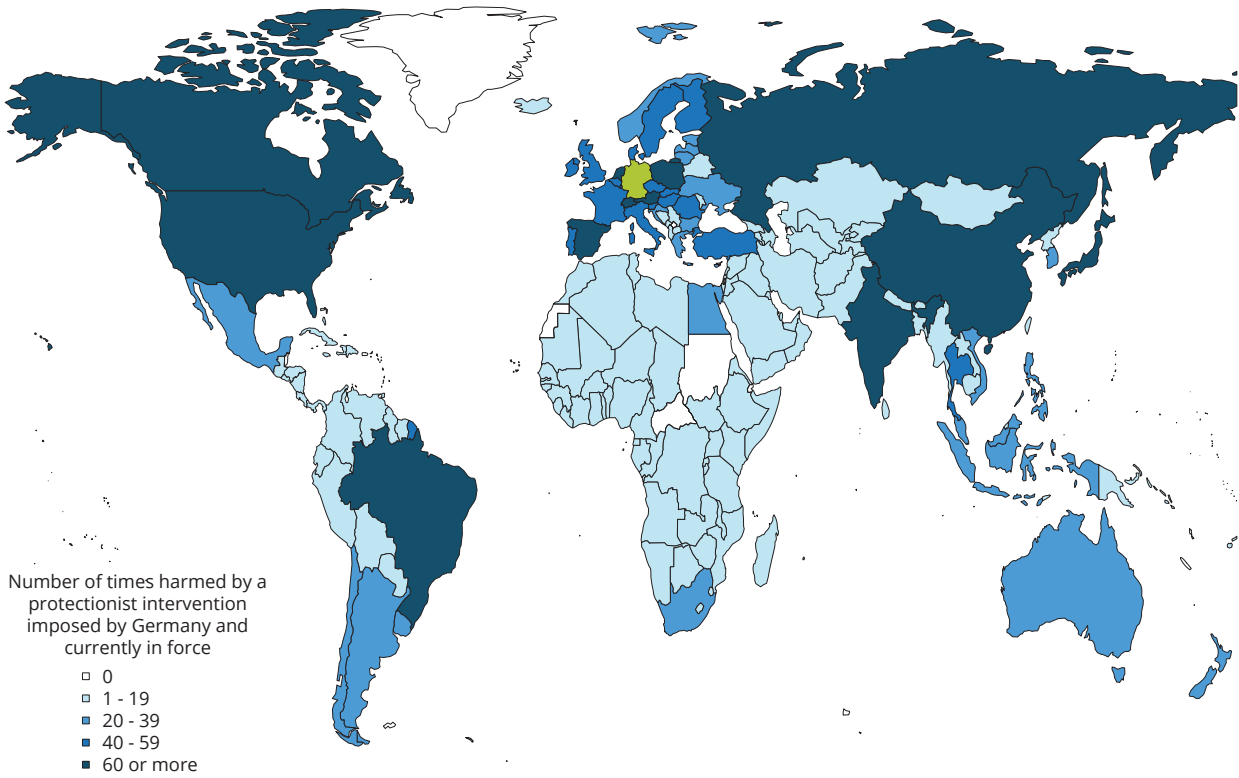 Number of times harmed by a
protectionist intervention
imposed by Germany and
currently in force
0
1 - 19
20 - 39
40 - 59
60 or more